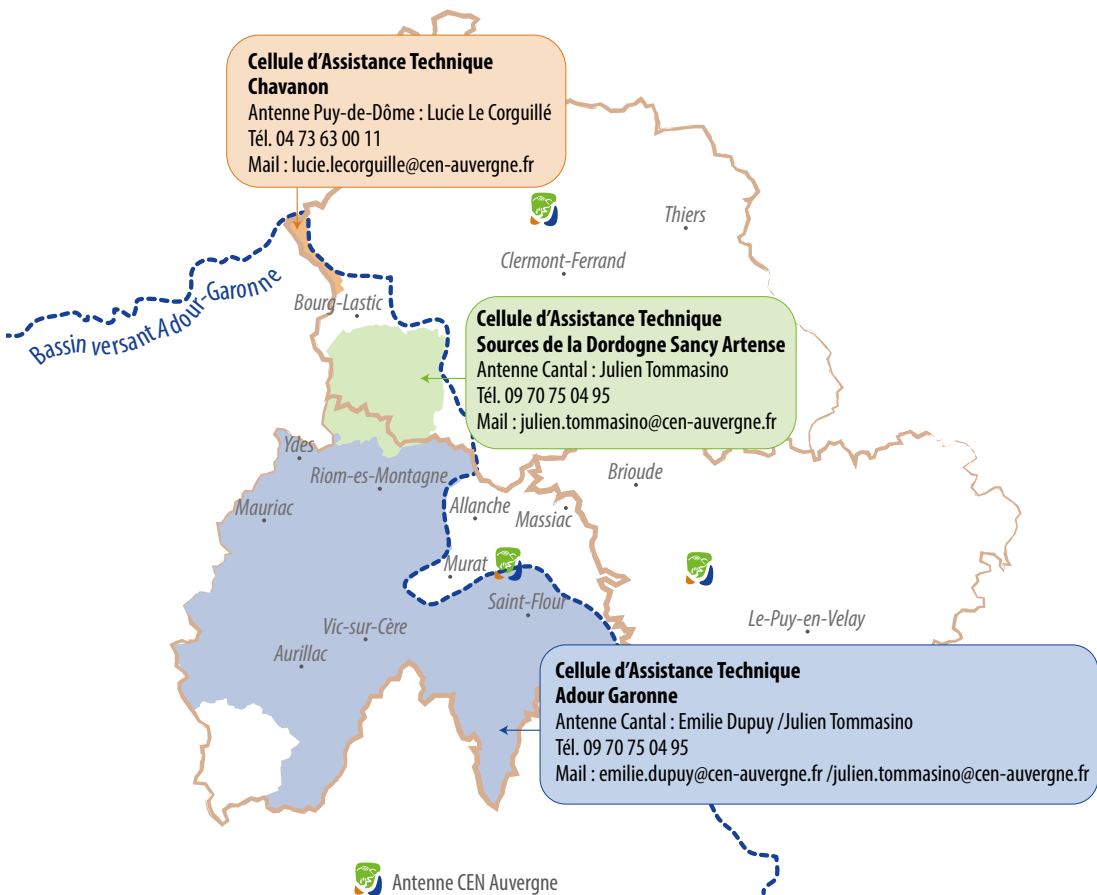 Cellule d'Assistance Technique
Chavanon
Antenne Puy-de-Dôme : Lucie Le Corguillé
Tél. 04 73 63 00 11
Mail : lucie.lecorguille@cen-auvergne.fr
Thiers
Clermont-Ferrand
Bassin versant Adour-Garonne
Bourg-Lastic
Cellule d'Assistance Technique
Sources de la Dordogne Sancy Artense
Antenne Cantal : Julien Tommasino
Tél. 09 70 75 04 95
Mail : julien.tommasino@cen-auvergne.fr
Ydes
Riom-es-Montagne
Brioude
Mauriac
Allanche
Massiac
Murat
Saint-Flour
Vic-sur-Cère
Le-Puy-en-Velay
Aurillac
Cellule d'Assistance Technique
Adour Garonne
Antenne Cantal : Emilie Dupuy /Julien Tommasino
Tél. 09 70 75 04 95
Mail : emilie.dupuy@cen-auvergne.fr /julien.tommasino@cen-auvergne.fr
Antenne CEN Auvergne